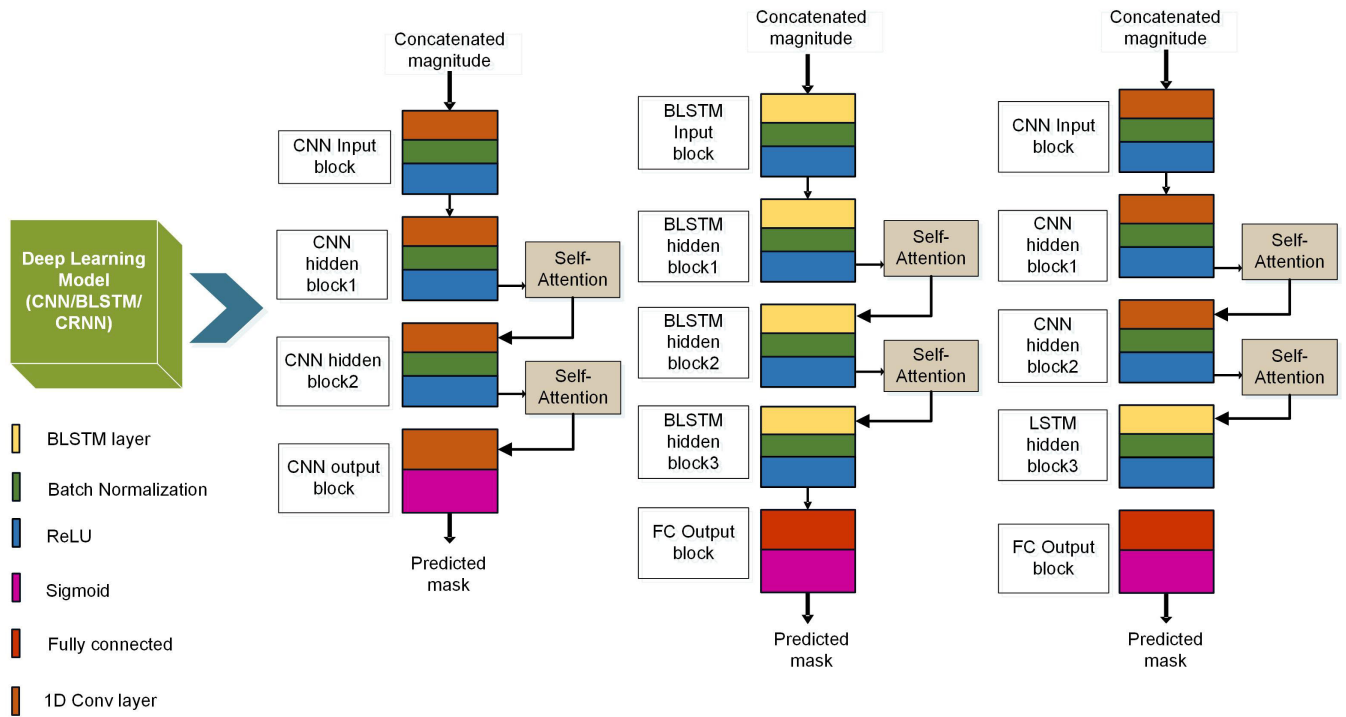 Deep Learning
Model
(CNN/BLSTM/
CRNN)
BLSTM layer
Batch Normalization
ReLU
Sigmoid
Fully connected
1D Conv layer
Concatenated
magnitude
CNN Input
block
CNN
hidden
block1
Self-
Attention
CNN hidden
block2
Self-
Attention
CNN output
block
Predicted
mask
Concatenated
magnitude
BLSTM
Input
block
BLSTM
hidden
block1
Self-
Attention
BLSTM
hidden
block2
Self-
Attention
BLSTM
hidden
block3
FC Output
block
Predicted
mask
Concatenated
magnitude
CNN Input
block
CNN
hidden
block1
Self-
Attention
CNN
hidden
block2
Self-
Attention
LSTM
hidden
block3
FC Output
block
Predicted
mask